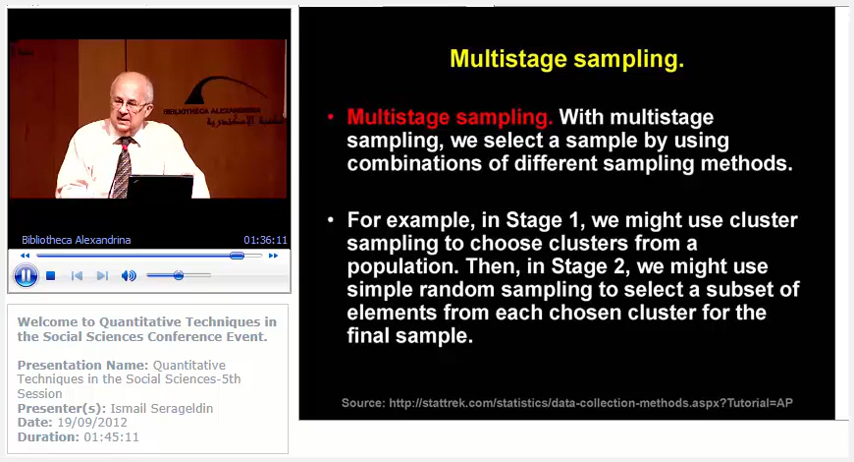 BIBLIOTHECA ALEXANDRINA
مكتبة الإسكندرية
Bibliotheca Alexandrina 01:36:11
Welcome to Quantitative Techniques in
the Social Sciences Conference Event.
Presentation Name: Quantitative
Techniques in the Social Sciences-5th
Session
Presenter(s): Ismail Serageldin
Date: 19/09/2012
Duration: 01:45:11
Multistage sampling.
• Multistage sampling. With multistage
sampling, we select a sample by using
combinations of different sampling methods.
• For example, in Stage 1, we might use cluster
sampling to choose clusters from a
population. Then, in Stage 2, we might use
simple random sampling to select a subset of
elements from each chosen cluster for the
final sample.
Source: http://stattrek.com/statistics/data-collection-methods.aspx?Tutorial=AP